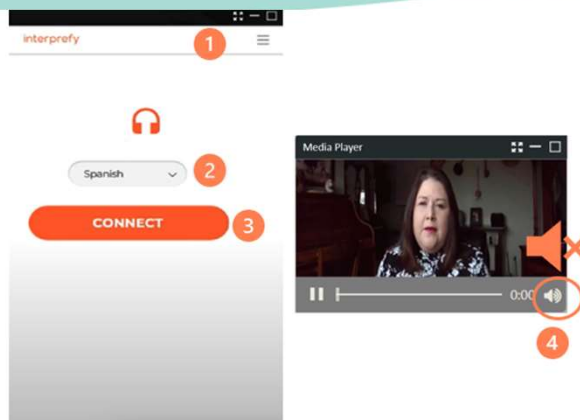 interprefy
1
Spanish
2
CONNECT
3
Media Player
0:00
4